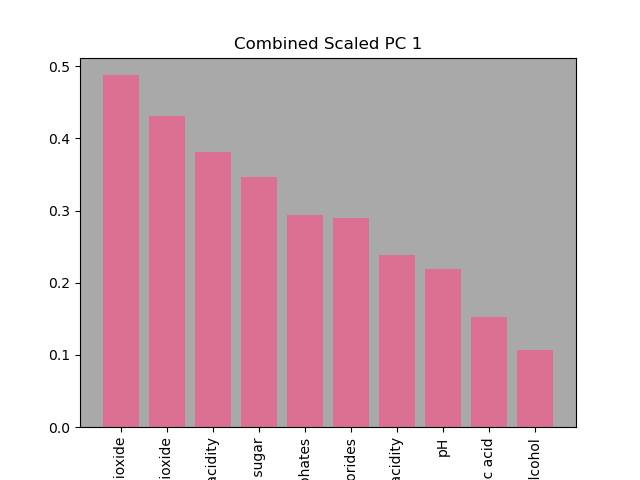 Combined Scaled PC 1
0.5
0.4
0.3
0.2
0.1
0.0
ioxide
ioxide
acidity
sugar
phates
orides
acidity
pH
c acid
lcohol